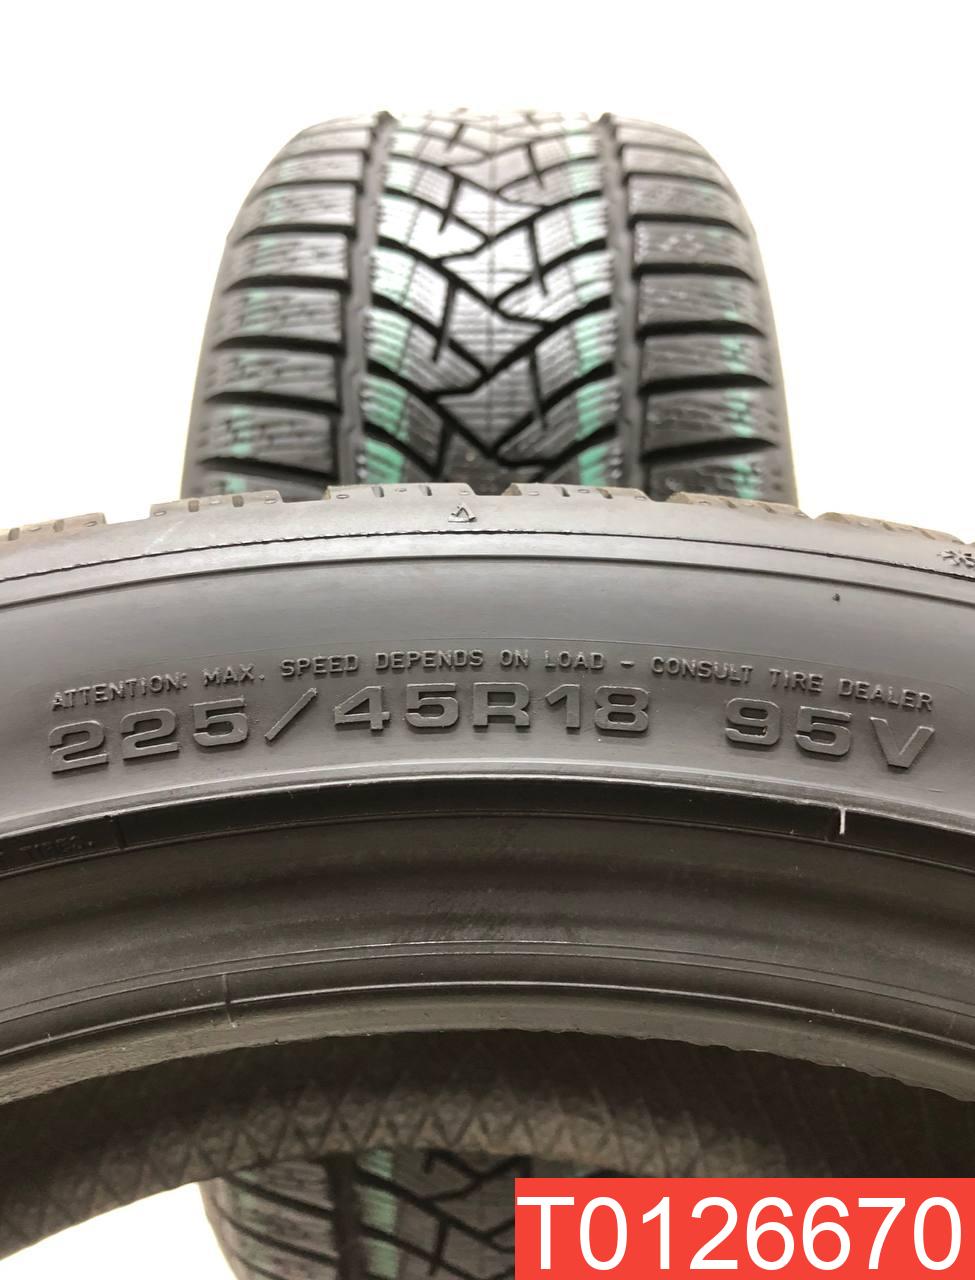 ATTENTION: MAX. SPEED DEPENDS ON LOAD - CONSULT TIRE DEALER
225/45R18 95V
T0126670